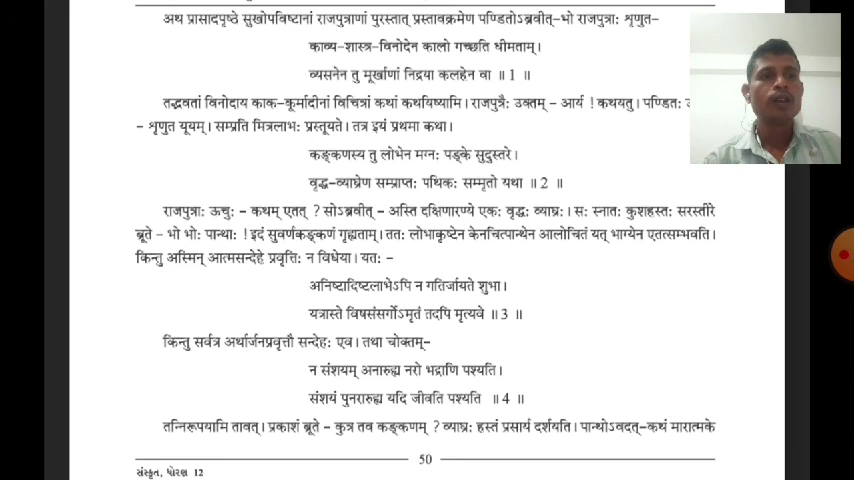 अथ प्रासादपृष्ठे सुखोपविष्टानां राजपुत्राणां पुरस्तात् प्रस्तावक्रमेण पण्डितोऽब्रवीत्-भो राजपुत्राः शृणुत-
काव्य-शास्त्र-विनोदेन कालो गच्छति धीमताम्।
व्यसनेन तु मूर्खाणां निद्रया कलहेन वा ॥ 1 ॥
तद्भवतां विनोदाय काक-कूर्मादीनां विचित्रां कथां कथयिष्यामि। राजपुत्रैः उक्तम् - आर्य ! कथयतु। पण्डितः
- शृणुत यूयम्। सम्प्रति मित्रलाभः प्रस्तूयते। तत्र इयं प्रथमा कथा।
कङ्कणस्य तु लोभेन मग्नः पङ्के सुदुस्तरे।
वृद्ध-व्याघ्रेण सम्प्राप्तः पथिकः सम्मृतो यथा ॥ 2 ॥
राजपुत्राः ऊचुः - कथम् एतत् ? सोऽब्रवीत् - अस्ति दक्षिणारण्ये एकः वृद्धः व्याघ्रः। सः स्नातः कुशहस्तः सरस्तीरे
ब्रूते - भो भोः पान्थाः ! इदं सुवर्णकङ्कणं गृह्यताम्। ततः लोभाकृष्टेन केनचित्पान्थेन आलोचितं यत् भाग्येन एतत्सम्भवति।
किन्तु अस्मिन् आत्मसन्देहे प्रवृत्तिः न विधेया। यतः -
अनिष्टादिष्टलाभेऽपि न गतिर्जायते शुभा।
यत्रास्ते विषसंसर्गोऽमृतं तदपि मृत्यवे ॥ 3 ॥
किन्तु सर्वत्र अर्थार्जनप्रवृत्तौ सन्देहः एव। तथा चोक्तम्-
न संशयम् अनारुह्य नरो भद्राणि पश्यति।
संशयं पुनरारुह्य यदि जीवति पश्यति ॥ 4 ॥
तन्निरूपयामि तावत्। प्रकाशं ब्रूते - कुत्र तव कङ्कणम् ? व्याघ्रः हस्तं प्रसार्य दर्शयति। पान्थोऽवदत्-कथं मारात्मके
50
સંસ્કૃત, ધોરણ 12